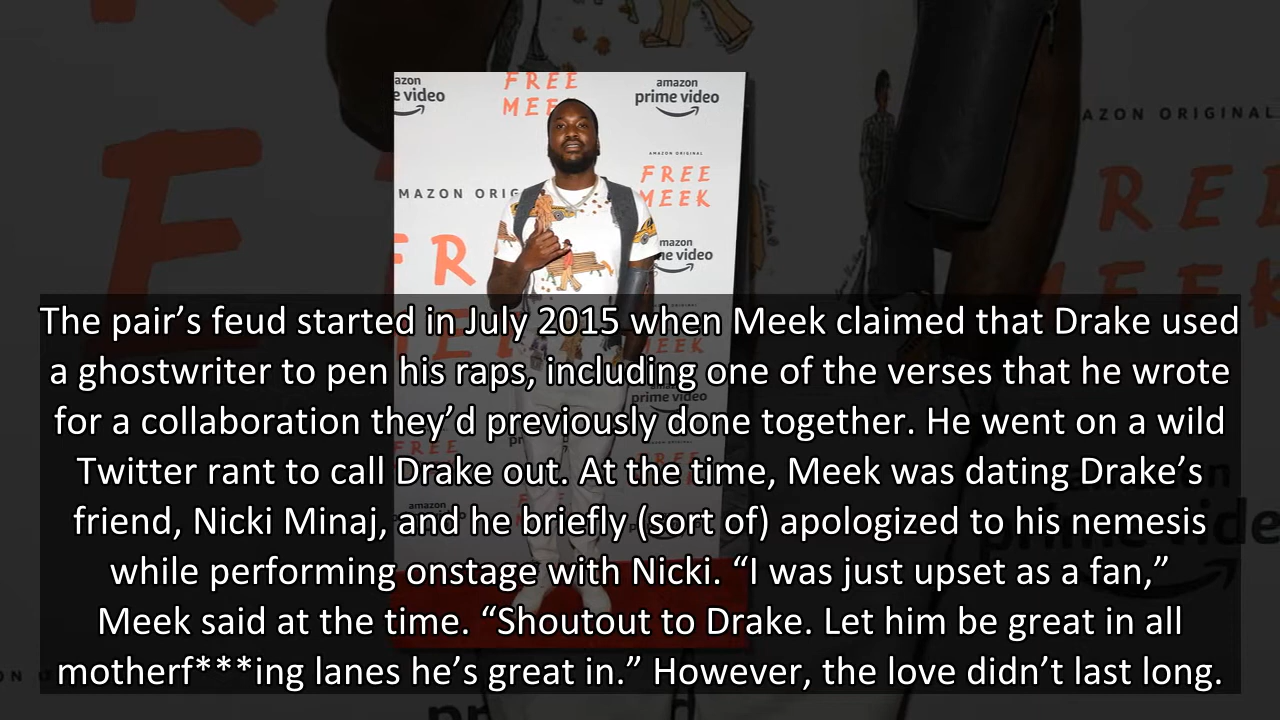 azon
e video
FREE
MEE
amazon
prime video
AMAZON ORIGINAL
FREE
MEEK
MAZON ORIG
FR
amazon
ne video
AZON ORIGINAL
The pair’s feud started in July 2015 when Meek claimed that Drake used
a ghostwriter to pen his raps, including one of the verses that he wrote
for a collaboration they’d previously done together. He went on a wild
Twitter rant to call Drake out. At the time, Meek was dating Drake’s
friend, Nicki Minaj, and he briefly (sort of) apologized to his nemesis
while performing onstage with Nicki. “I was just upset as a fan,”
Meek said at the time. “Shoutout to Drake. Let him be great in all
motherf***ing lanes he’s great in.” However, the love didn’t last long.